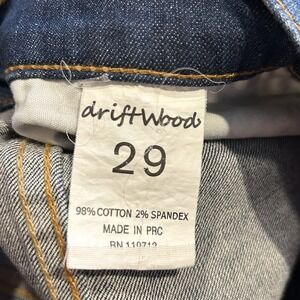 driftWood
29
98% COTTON 2% SPANDEX
MADE IN PRC